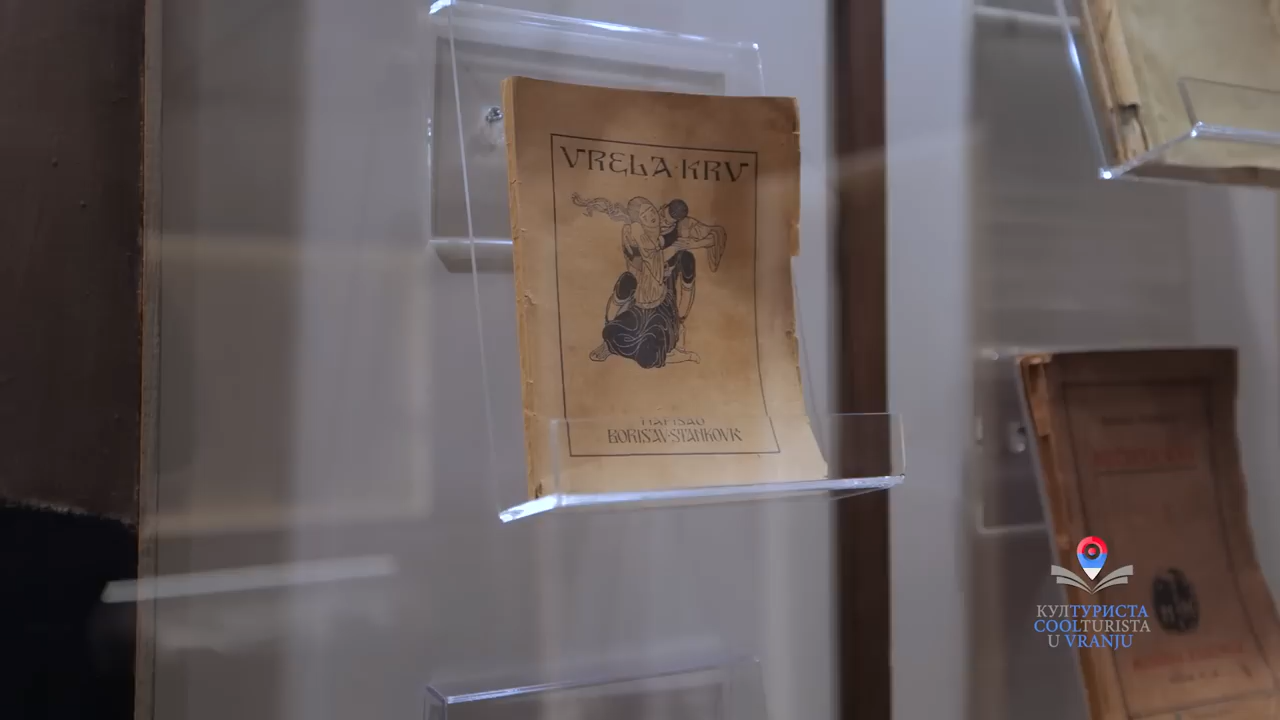 VRELA·KRV
NAPISAO
BORISAV·STANKOVIĆ
КУЛТУРИСТА
COOLTURISTA
U VRANJU